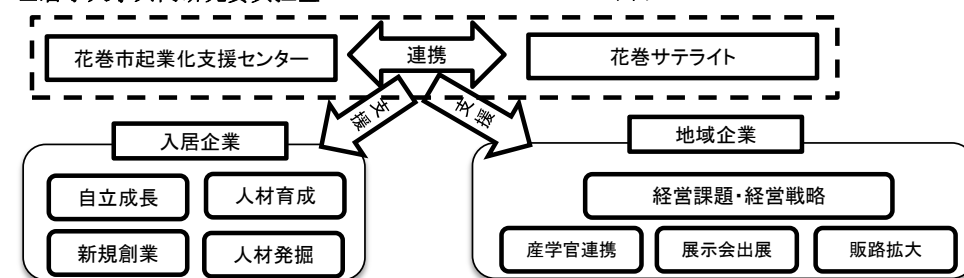 花巻市起業化支援センター
連携
花巻サテライト
支援
支援
入居企業
地域企業
自立成長
人材育成
経営課題・経営戦略
新規創業
人材発掘
産学官連携
展示会出展
販路拡大